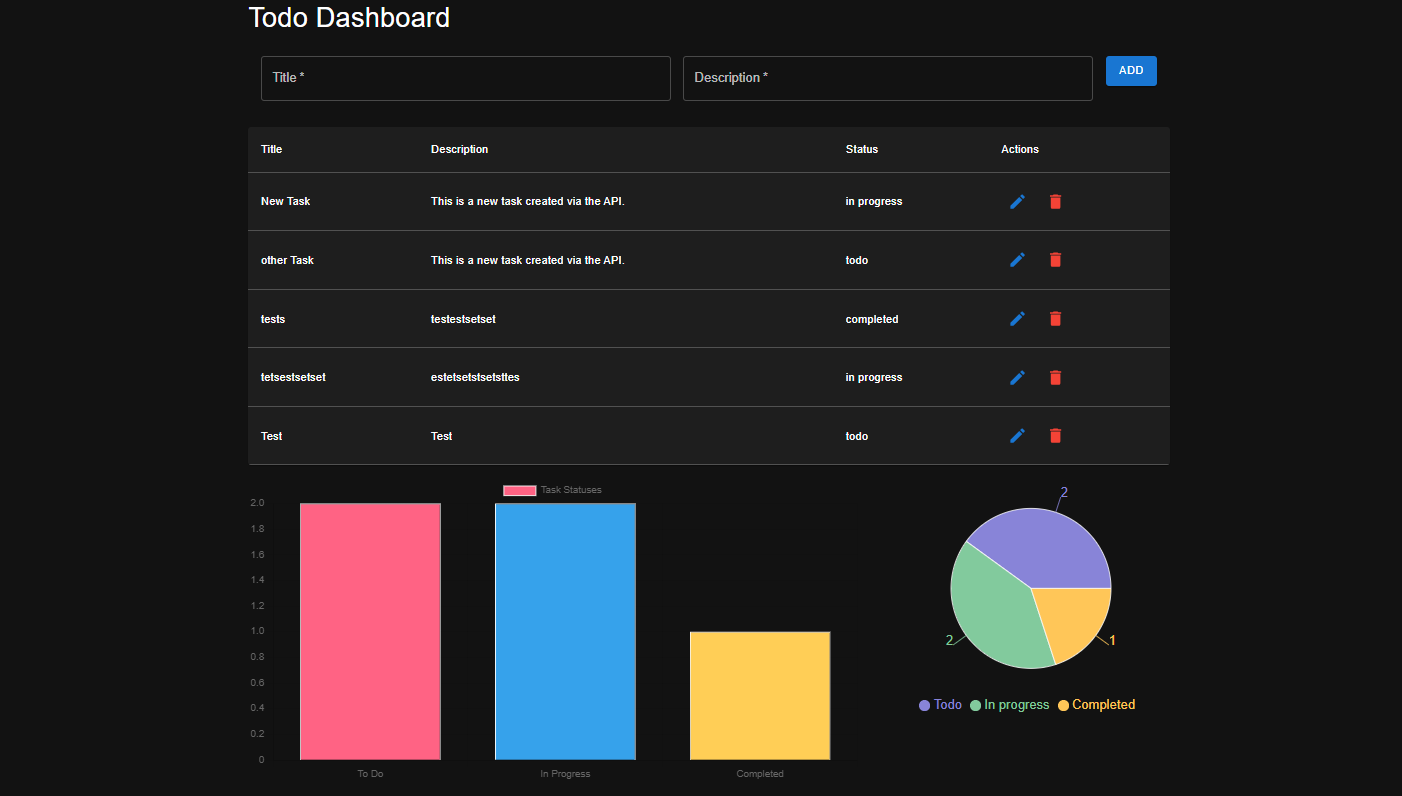 Todo Dashboard
Title * Description * ADD
Title Description Status Actions
New Task This is a new task created via the API. in progress
other Task This is a new task created via the API. todo
tests testestsetset completed
tetsestsetset estetsetstsetsttes in progress
Test Test todo
Task Statuses
2.0
1.8
1.6
1.4
1.2
1.0
0.8
0.6
0.4
0.2
0
To Do In Progress Completed
2
2
1
Todo In progress Completed